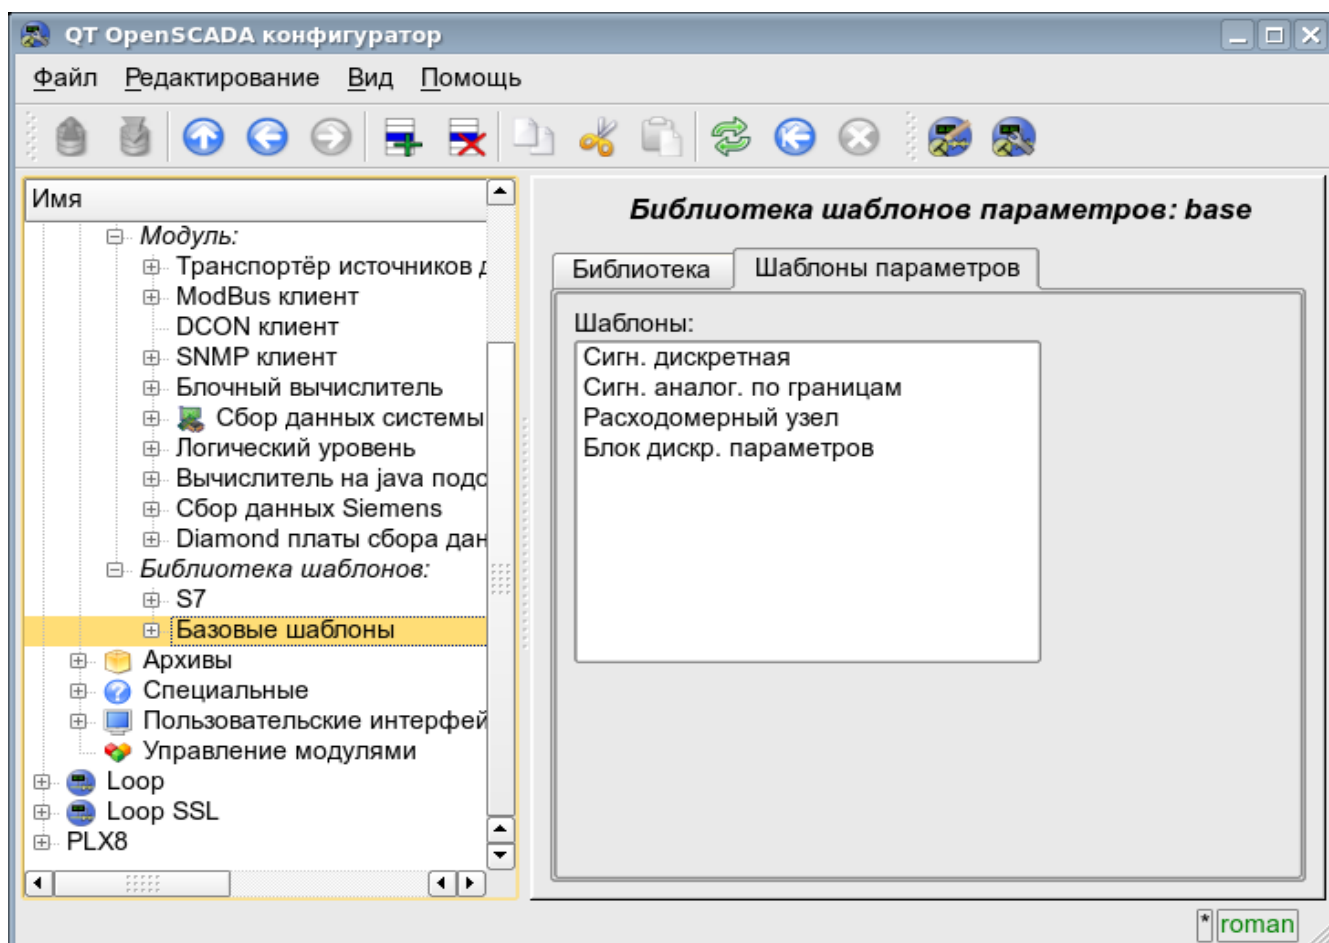 QT OpenSCADA конфигуратор
Файл Редактирование Вид Помощь
Имя
Модуль:
Транспортёр источников д
ModBus клиент
DCON клиент
SNMP клиент
Блочный вычислитель
Сбор данных системы
Логический уровень
Вычислитель на java подо
Сбор данных Siemens
Diamond платы сбора дан
Библиотека шаблонов:
S7
Базовые шаблоны
Архивы
Специальные
Пользовательские интерфей
Управление модулями
Loop
Loop SSL
PLX8
Библиотека шаблонов параметров: base
Библиотека Шаблоны параметров
Шаблоны:
Сигн. дискретная
Сигн. аналог. по границам
Расходомерный узел
Блок дискр. параметров
* roman